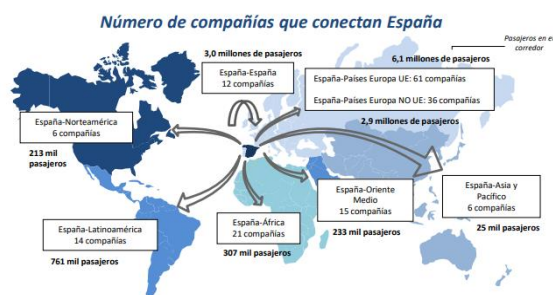 Número de compañías que conectan España
Pasajeros en el
corredor
3,0 millones de pasajeros
España-España
12 compañías
6,1 millones de pasajeros
España-Países Europa UE: 61 compañías
España-Países Europa NO UE: 36 compañías
2,9 millones de pasajeros
España-Norteamérica
6 compañías
213 mil
pasajeros
España-Latinoamérica
14 compañías
761 mil pasajeros
España-África
21 compañías
307 mil pasajeros
España-Oriente
Medio
15 compañías
233 mil pasajeros
España-Asia y
Pacífico
6 compañías
25 mil pasajeros